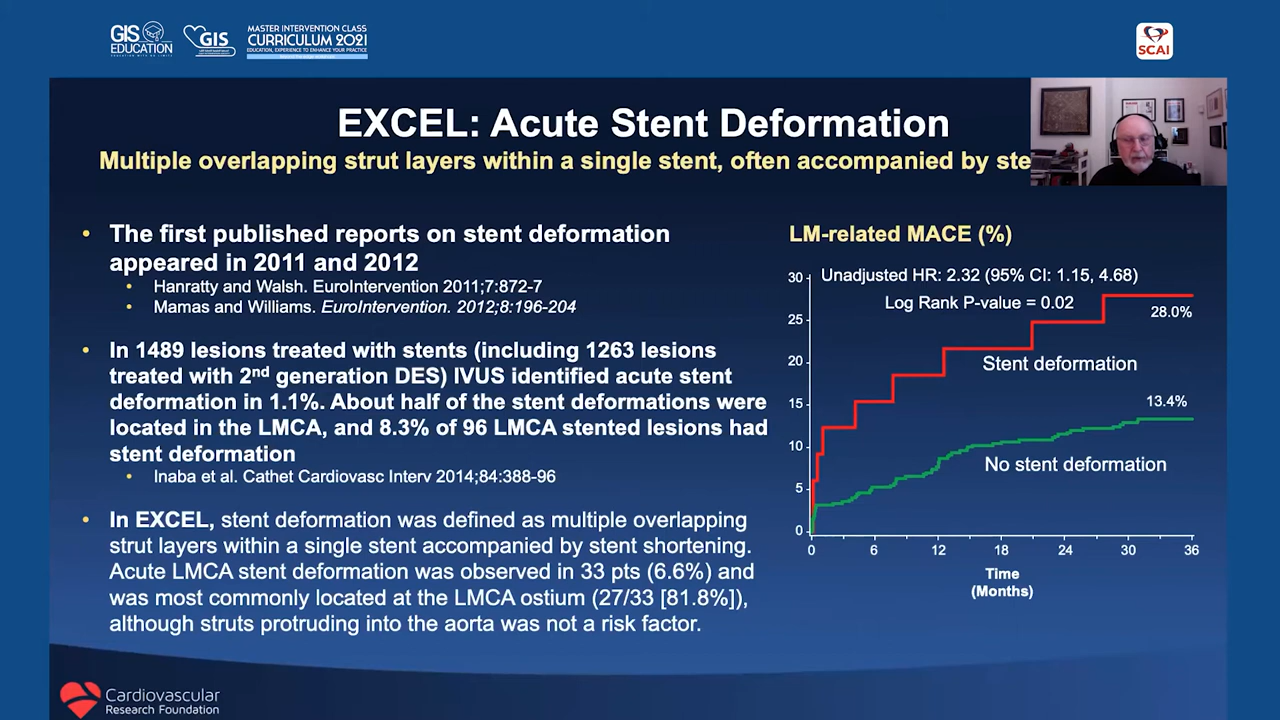 GIS
EDUCATION
GIS
MASTER INTERVENTION CLASS
CURRICULUM 2021
EDUCATION, EXPERIENCE TO ENHANCE YOUR PRACTICE
SCAI
EXCEL: Acute Stent Deformation
Multiple overlapping strut layers within a single stent, often accompanied by ste
• The first published reports on stent deformation
appeared in 2011 and 2012
• Hanratty and Walsh. EuroIntervention 2011;7:872-7
• Mamas and Williams. EuroIntervention. 2012;8:196-204
• In 1489 lesions treated with stents (including 1263 lesions
treated with 2nd generation DES) IVUS identified acute stent
deformation in 1.1%. About half of the stent deformations were
located in the LMCA, and 8.3% of 96 LMCA stented lesions had
stent deformation
• Inaba et al. Cathet Cardiovasc Interv 2014;84:388-96
• In EXCEL, stent deformation was defined as multiple overlapping
strut layers within a single stent accompanied by stent shortening.
Acute LMCA stent deformation was observed in 33 pts (6.6%) and
was most commonly located at the LMCA ostium (27/33 [81.8%]),
although struts protruding into the aorta was not a risk factor.
LM-related MACE (%)
Unadjusted HR: 2.32 (95% CI: 1.15, 4.68)
Log Rank P-value = 0.02
30
25
20
15
10
5
0
28.0%
Stent deformation
13.4%
No stent deformation
0 6 12 18 24 30 36
Time
(Months)
Cardiovascular
Research Foundation